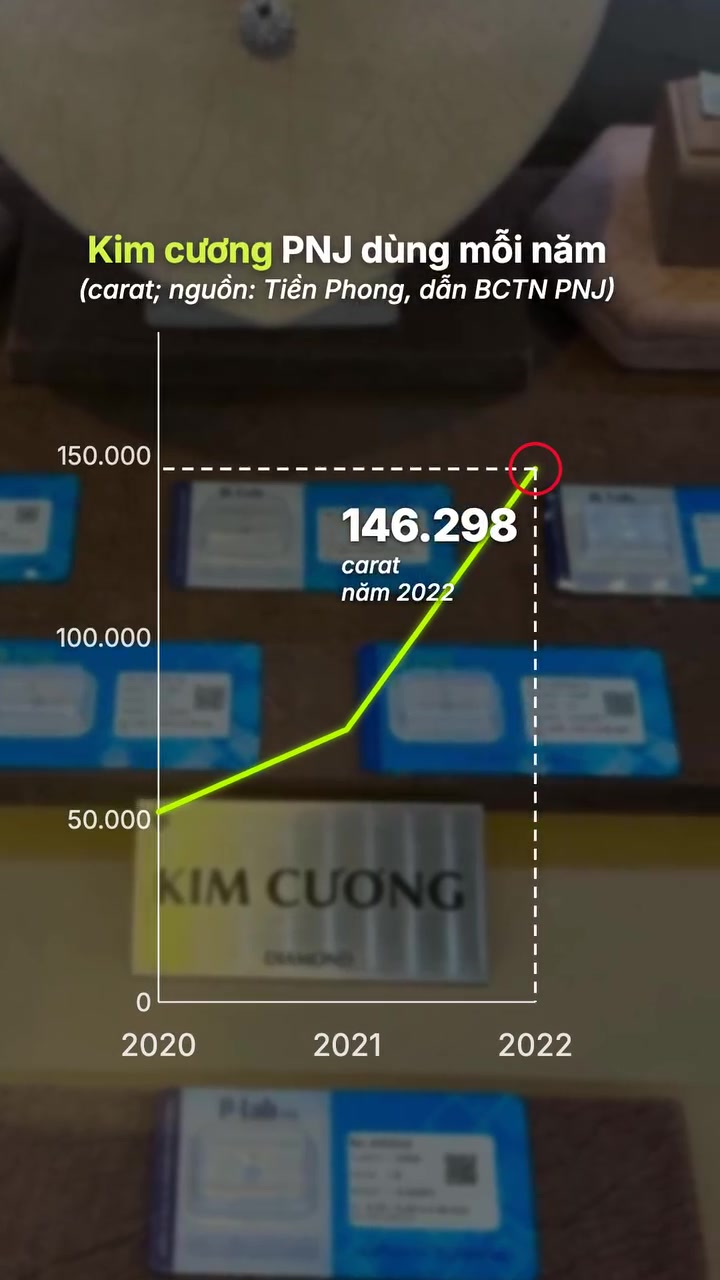 Kim cương PNJ dùng mỗi năm
(carat; nguồn: Tiền Phong, dẫn BCTN PNJ)
150.000
146.298
carat
năm 2022
100.000
50.000
KIM CƯƠNG
DIAMOND
0
2020 2021 2022
P-Lab